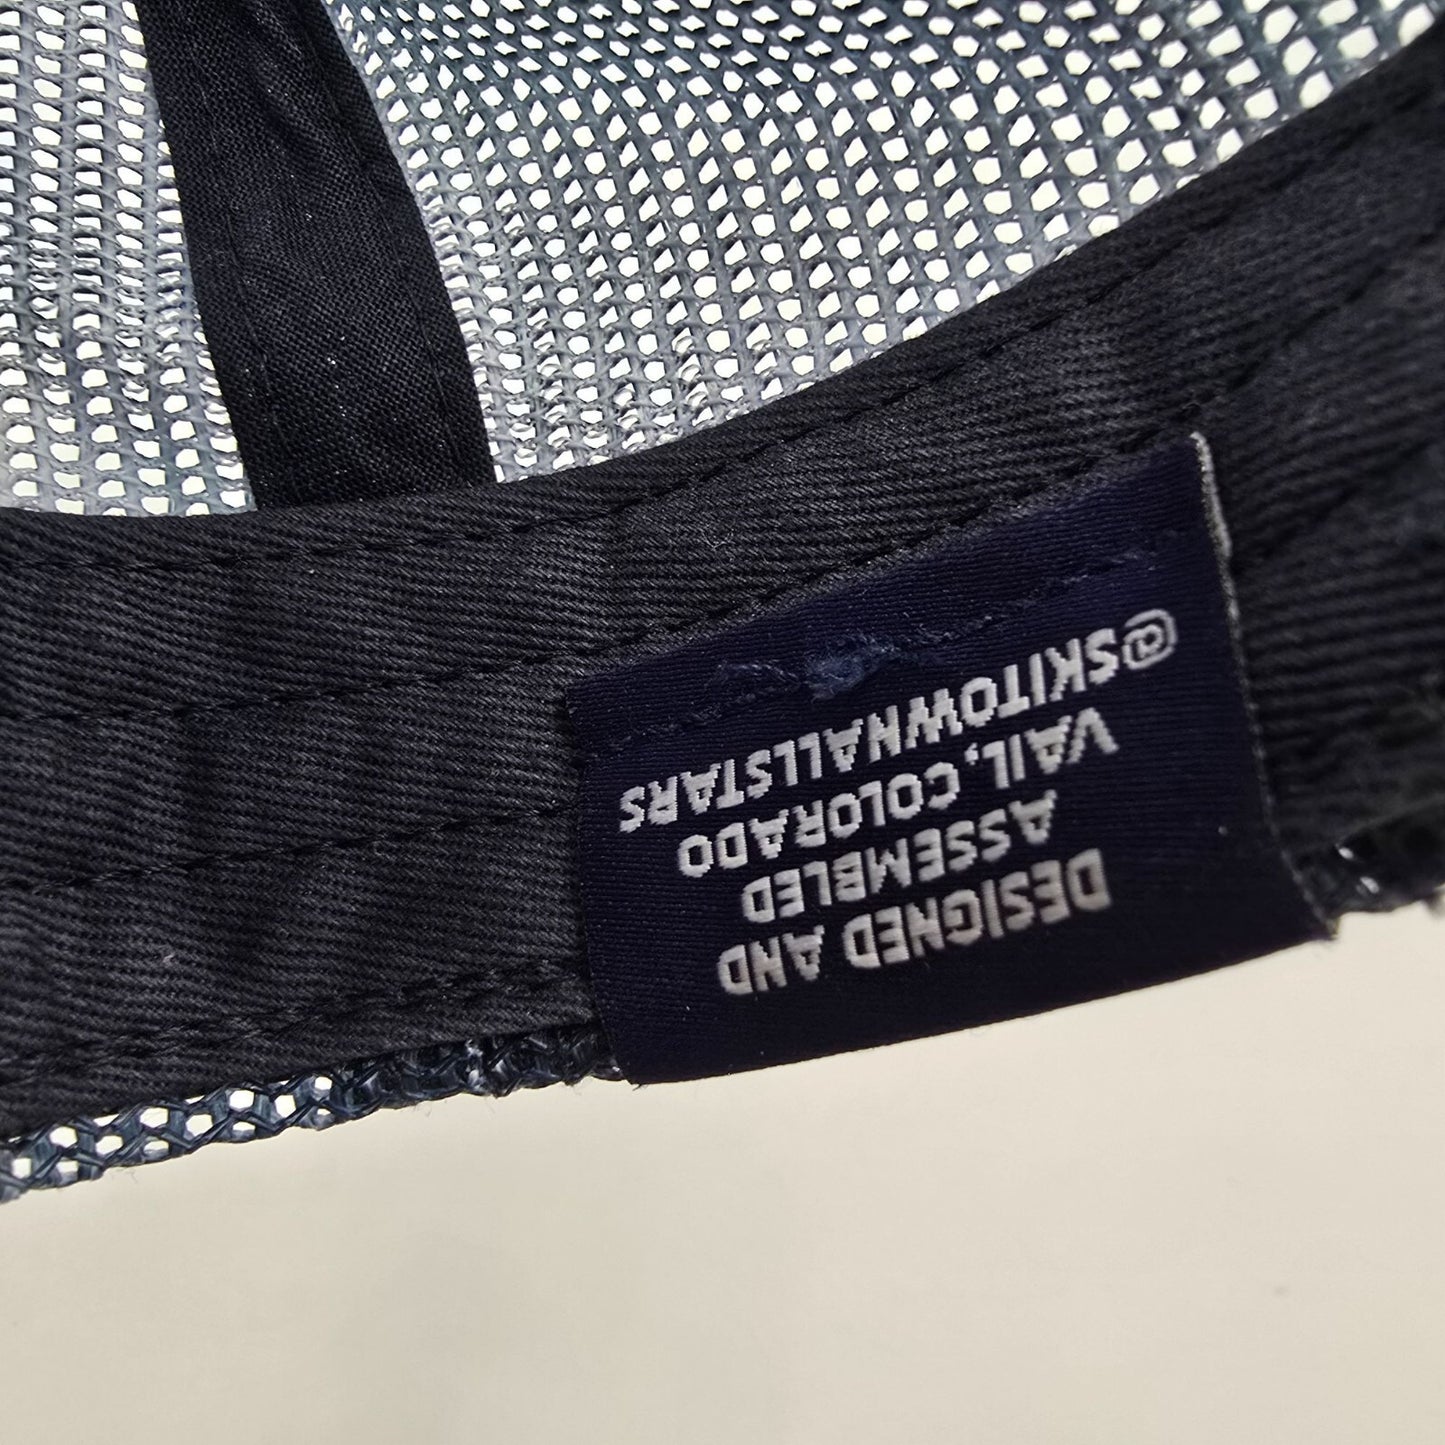 DESIGNED AND
ASSEMBLED
VAIL, COLORADO
@SKITOWNALLSTARS